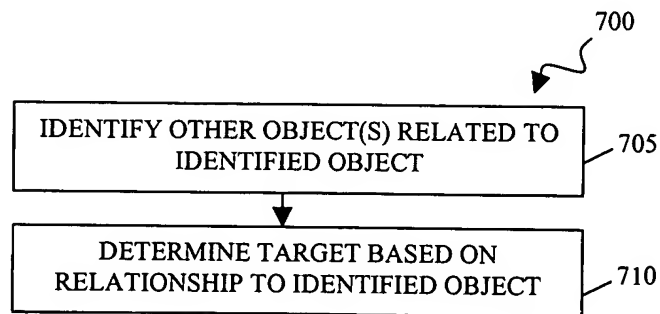 700
IDENTIFY OTHER OBJECT(S) RELATED TO
IDENTIFIED OBJECT
705
DETERMINE TARGET BASED ON
RELATIONSHIP TO IDENTIFIED OBJECT
710